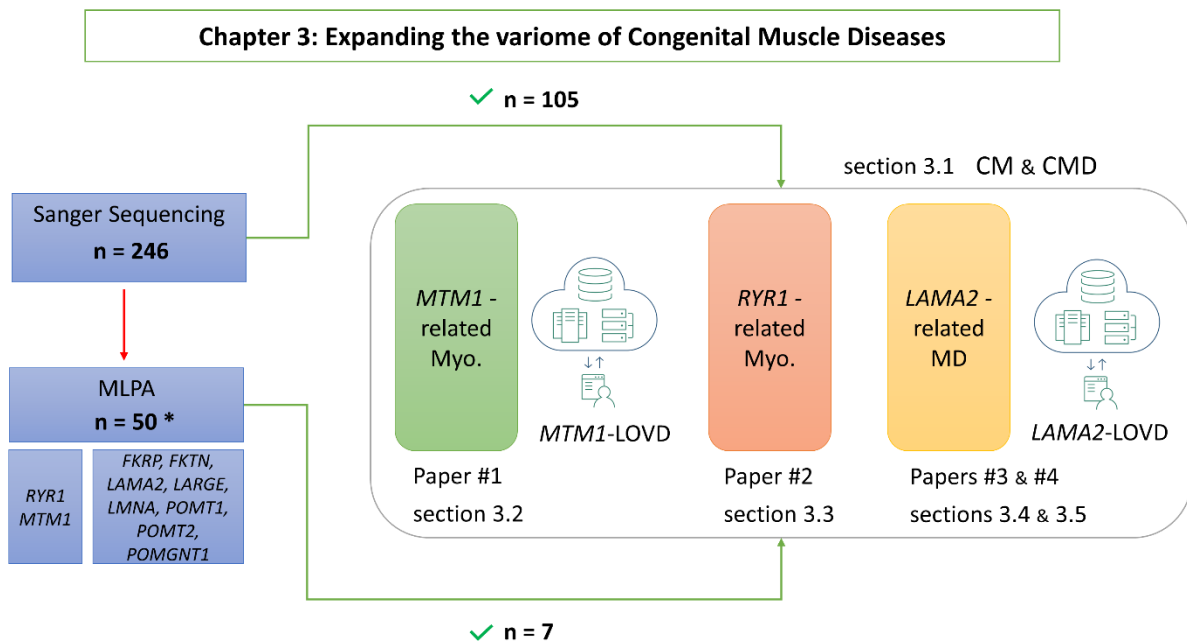 Chapter 3: Expanding the variome of Congenital Muscle Diseases
n = 105
section 3.1 CM & CMD
Sanger Sequencing
n = 246
MLPA
n = 50 *
RYR1
MTM1
FKRP, FKTN,
LAMA2, LARGE,
LMNA, POMT1,
POMT2,
POMGNT1
MTM1 -
related
Myo.
MTM1-LOVD
Paper #1
section 3.2
RYR1 -
related
Myo.
Paper #2
section 3.3
LAMA2 -
related
MD
LAMA2-LOVD
Papers #3 & #4
sections 3.4 & 3.5
n = 7